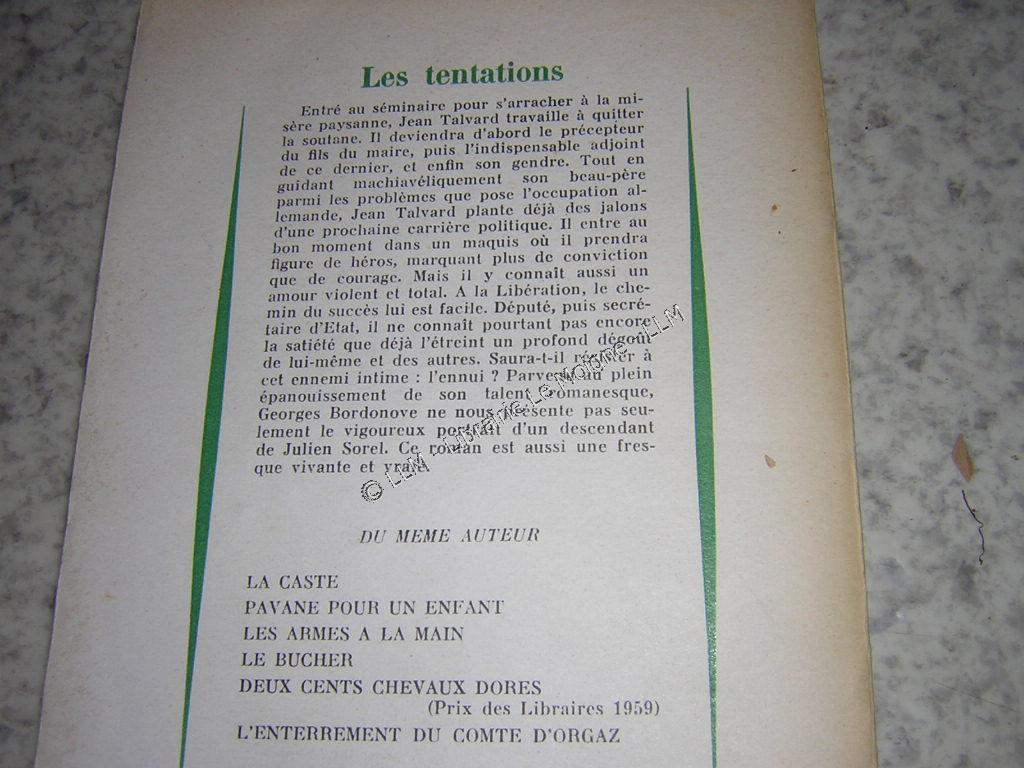 Les tentations
Entré au séminaire pour s'arracher à la mi-
sère paysanne, Jean Talvard travaille à quitter
la soutane. Il deviendra d'abord le précepteur
du fils du maire, puis l'indispensable adjoint
de ce dernier, et enfin son gendre. Tout en
guidant machiavéliquement son beau-père
parmi les problèmes que pose l'occupation al-
lemande, Jean Talvard plante déjà des jalons
d'une prochaine carrière politique. Il entre au
bon moment dans un maquis où il prendra
figure de héros, marquant plus de conviction
que de courage. Mais il y connaît aussi un
amour violent et total. A la Libération, le che-
min du succès lui est facile. Député, puis secré-
taire d'Etat, il ne connaît pourtant pas encore
la satiété que déjà l'étreint un profond dégoût
de lui-même et des autres. Saura-t-il résister à
cet ennemi intime : l'ennui ? Parvenu au plein
épanouissement de son talent romanesque,
Georges Bordonove ne nous présente pas seu-
lement le vigoureux portrait d'un descendant
de Julien Sorel. Ce roman est aussi une fres-
que vivante et vraie.
© LLM - Librairie Le Molière - LLM
DU MEME AUTEUR
LA CASTE
PAVANE POUR UN ENFANT
LES ARMES A LA MAIN
LE BUCHER
DEUX CENTS CHEVAUX DORES
(Prix des Libraires 1959)
L'ENTERREMENT DU COMTE D'ORGAZ